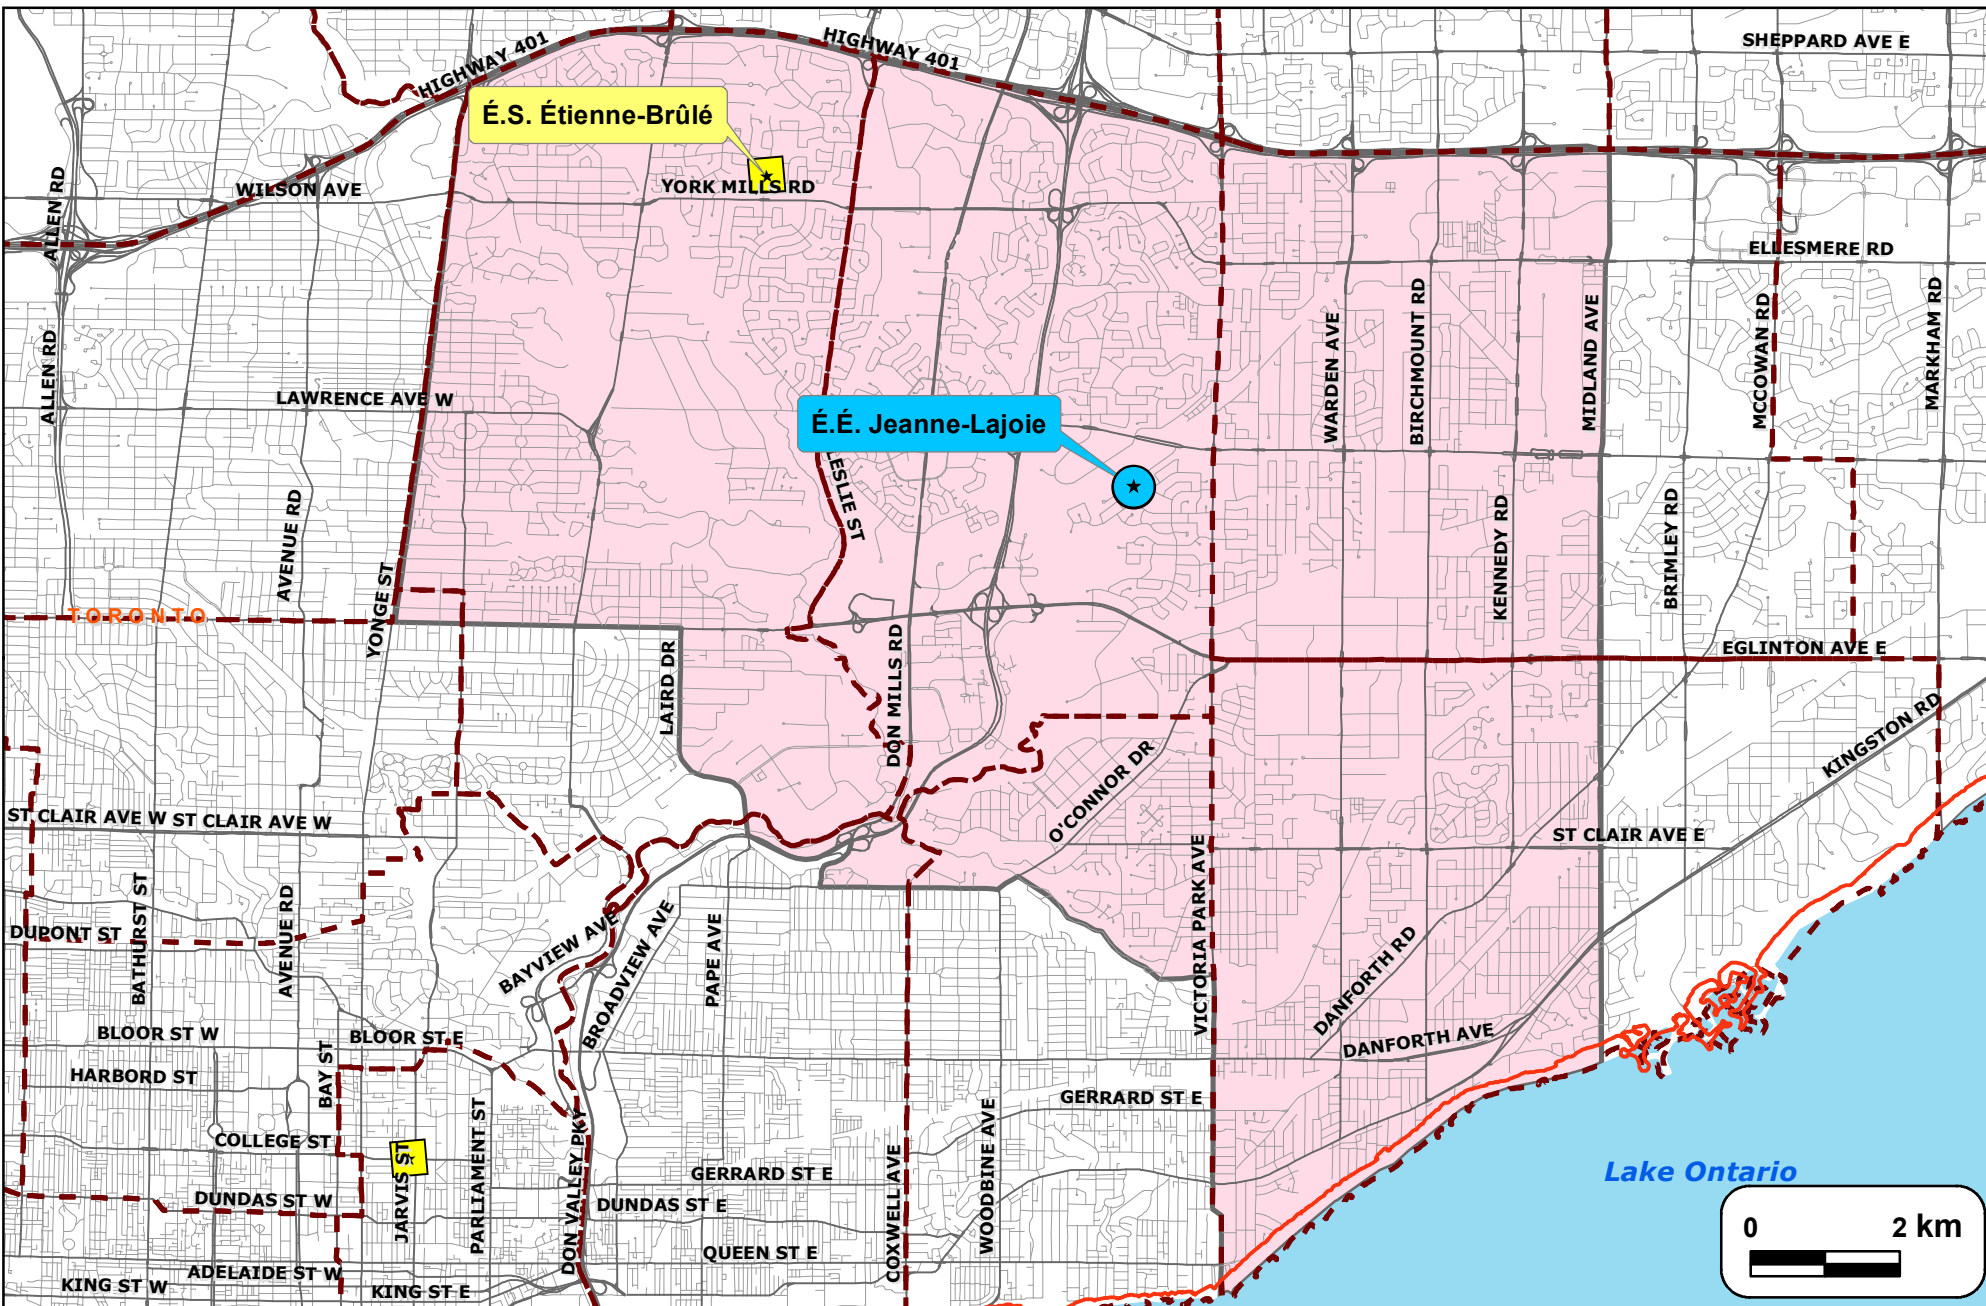 HIGHWAY 401
HIGHWAY 401
SHEPPARD AVE E
É.S. Étienne-Brûlé
YORK MILLS RD
WILSON AVE
ALLEN RD
ELLESMERE RD
MCCOWAN RD
MARKHAM RD
MIDLAND AVE
BIRCHMOUNT RD
WARDEN AVE
ALLEN RD
LAWRENCE AVE W
É.É. Jeanne-Lajoie
LESLIE ST
AVENUE RD
KENNEDY RD
BRIMLEY RD
TORONTO
YONGE ST
LAIRD DR
DON MILLS RD
EGLINTON AVE E
KINGSTON RD
O'CONNOR DR
ST CLAIR AVE W
ST CLAIR AVE W
ST CLAIR AVE E
VICTORIA PARK AVE
BATHURST ST
AVENUE RD
DUPONT ST
BAYVIEW AVE
BROADVIEW AVE
PAPE AVE
DANFORTH RD
DANFORTH AVE
BLOOR ST W
BLOOR ST E
HARBORD ST
BAY ST
GERRARD ST E
COLLEGE ST
JARVIS ST
PARLIAMENT ST
DON VALLEY PKY
GERRARD ST E
COXWELL AVE
WOODBINE AVE
Lake Ontario
DUNDAS ST W
DUNDAS ST E
QUEEN ST E
ADELAIDE ST W
KING ST W
KING ST E
0 2 km